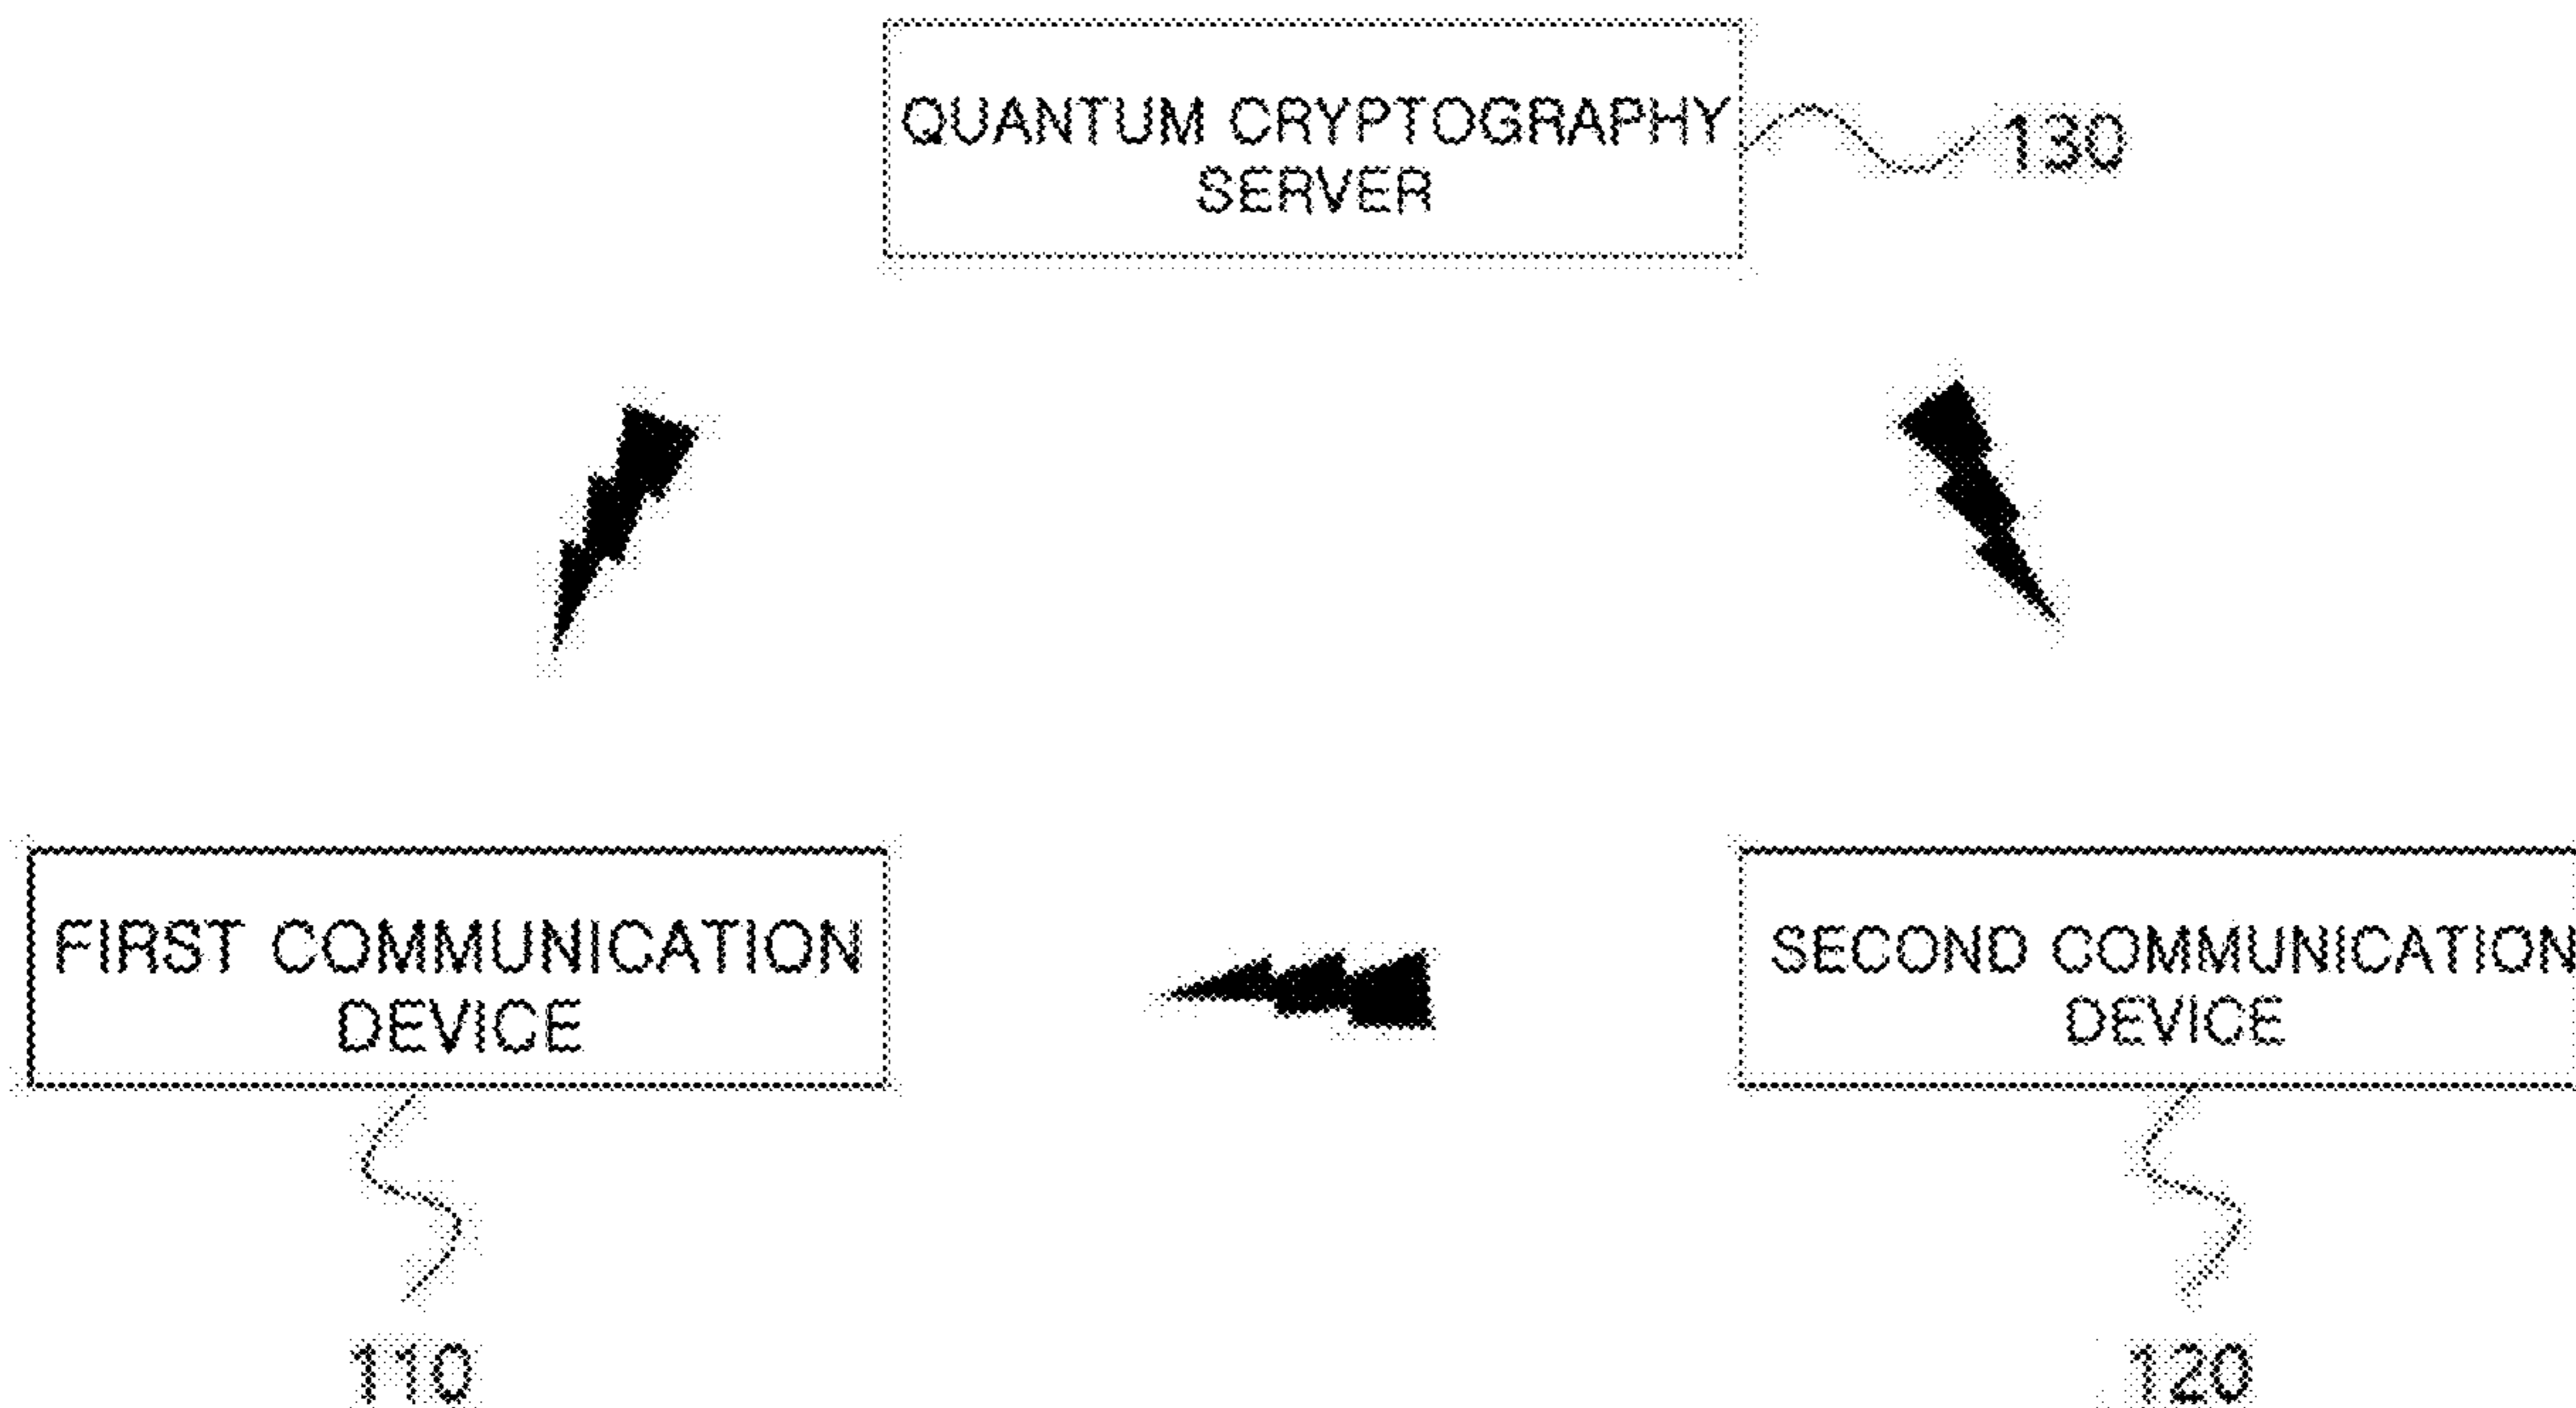 QUANTUM CRYPTOGRAPHY
SERVER
130
FIRST COMMUNICATION
DEVICE
SECOND COMMUNICATION
DEVICE
110
120